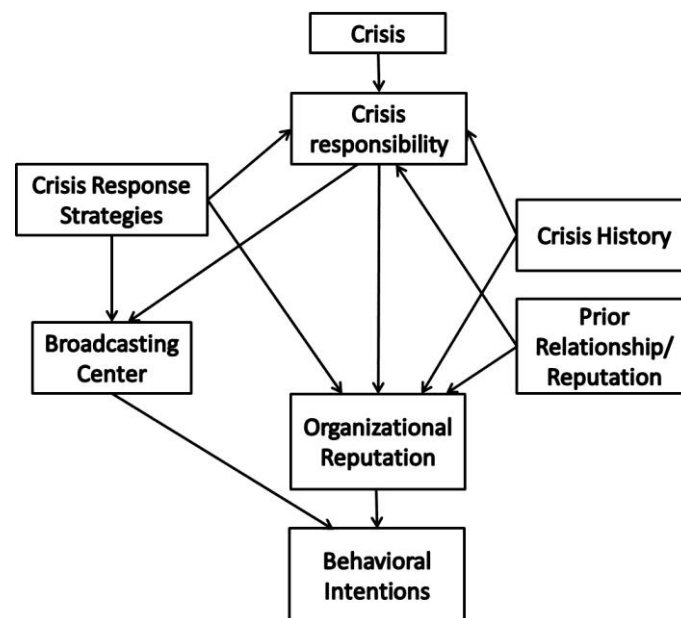 Crisis
Crisis
responsibility
Crisis Response
Strategies
Crisis History
Prior
Relationship/
Reputation
Broadcasting
Center
Organizational
Reputation
Behavioral
Intentions